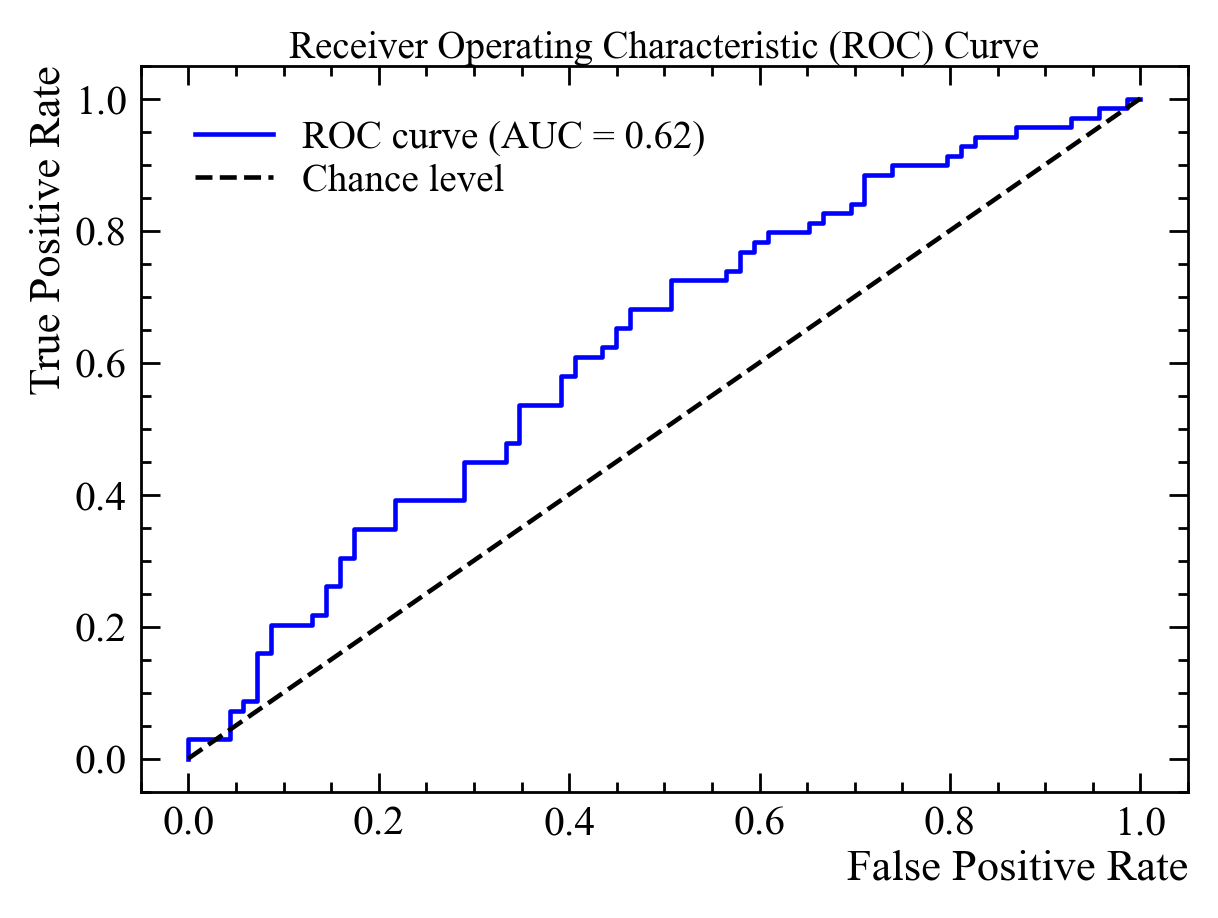 Receiver Operating Characteristic (ROC) Curve
True Positive Rate
1.0
0.8
0.6
0.4
0.2
0.0
ROC curve (AUC = 0.62)
Chance level
0.0 0.2 0.4 0.6 0.8 1.0
False Positive Rate